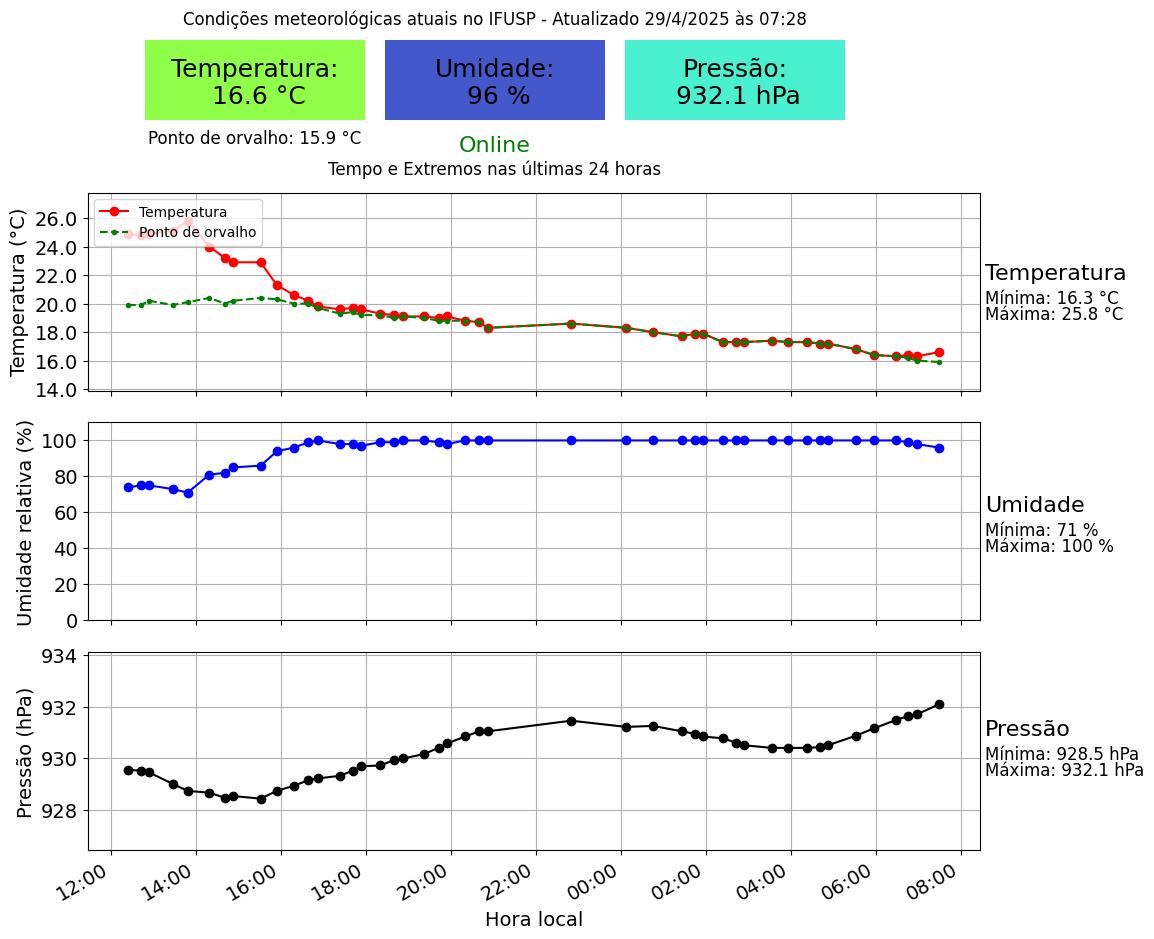 Condições meteorológicas atuais no IFUSP - Atualizado 29/4/2025 às 07:28
Temperatura:
16.6 °C
Umidade:
96 %
Pressão:
932.1 hPa
Ponto de orvalho: 15.9 °C
Online
Tempo e Extremos nas últimas 24 horas
Temperatura (°C)
26.0
24.0
22.0
20.0
18.0
16.0
14.0
Temperatura
Ponto de orvalho
Temperatura
Mínima: 16.3 °C
Máxima: 25.8 °C
Umidade relativa (%)
100
80
60
40
20
0
Umidade
Mínima: 71 %
Máxima: 100 %
Pressão (hPa)
934
932
930
928
Pressão
Mínima: 928.5 hPa
Máxima: 932.1 hPa
12:00
14:00
16:00
18:00
20:00
22:00
00:00
02:00
04:00
06:00
08:00
Hora local